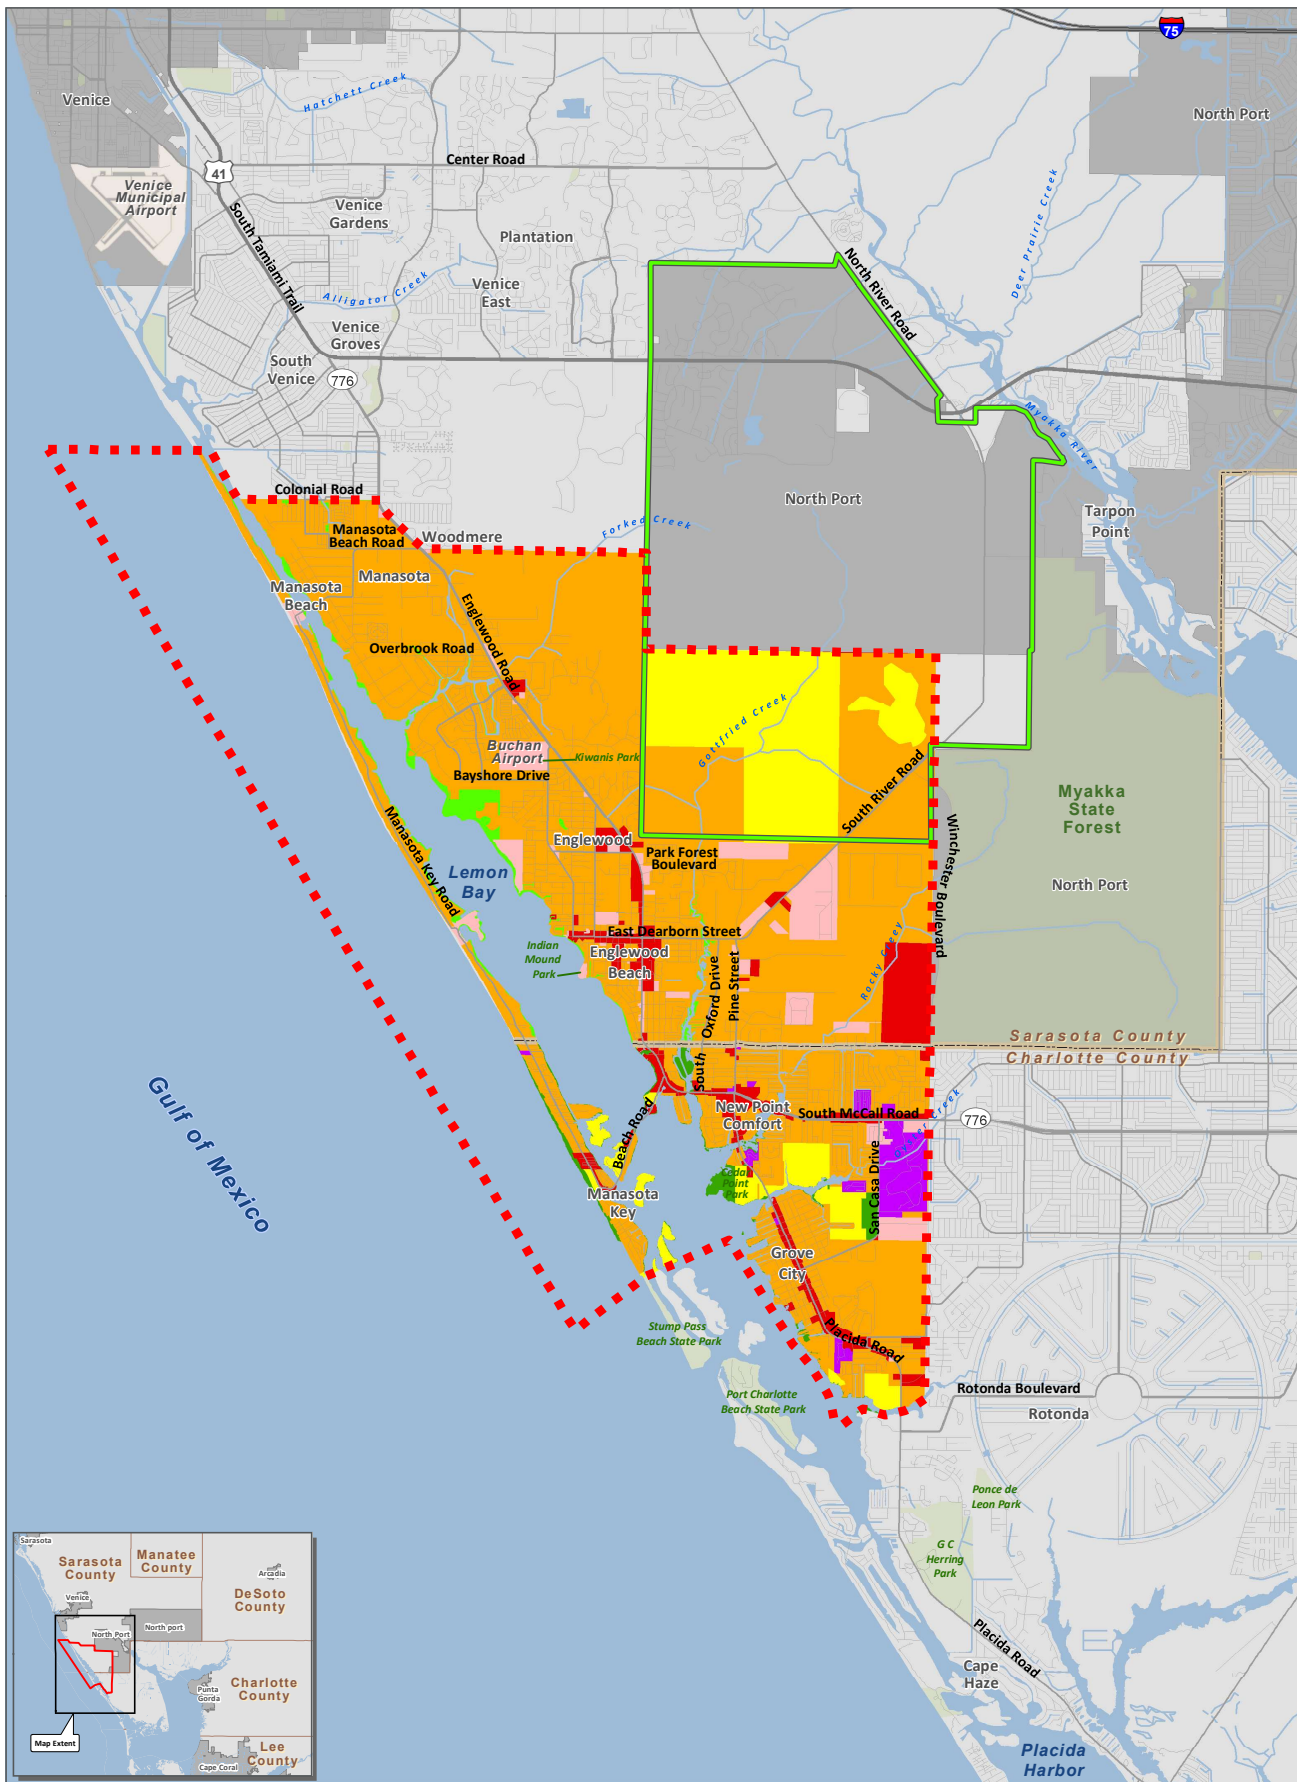 75
Venice
North Port
Hatchett Creek
Center Road
41
Venice
Municipal
Airport
Venice
Gardens
Plantation
South Tamiami Trail
Deer Prairie Creek
North River Road
Alligator Creek
Venice
East
Venice
Groves
South
Venice
776
Myakka River
Colonial Road
North Port
Tarpon
Point
Manasota
Beach Road
Woodmere
Forked Creek
Manasota
Manasota
Beach
Englewood Road
Overbrook Road
Gottfried Creek
Buchan
Airport
Kiwanis Park
Bayshore Drive
South River Road
Myakka
State
Forest
Manasota Key Road
Englewood
Park Forest
Boulevard
Winchester Boulevard
Lemon
Bay
North Port
East Dearborn Street
Indian
Mound
Park
Englewood
Beach
South Oxford Drive
Pine Street
Rocky Creey
Sarasota County
Charlotte County
Gulf of Mexico
Beach Road
New Point
Comfort
South McCall Road
776
San Casa Drive
Cedar
Point
Park
Manasota
Key
Grove
City
Stump Pass
Beach State Park
Placida Road
Port Charlotte
Beach State Park
Rotonda Boulevard
Rotonda
Ponce de
Leon Park
G C
Herring
Park
Placida Road
Cape
Haze
Placida
Harbor
Sarasota
Sarasota
County
Manatee
County
Arcadia
DeSoto
County
Venice
North port
North Port
Charlotte
County
Punta
Gorda
Map Extent
Lee
County
Cape Coral